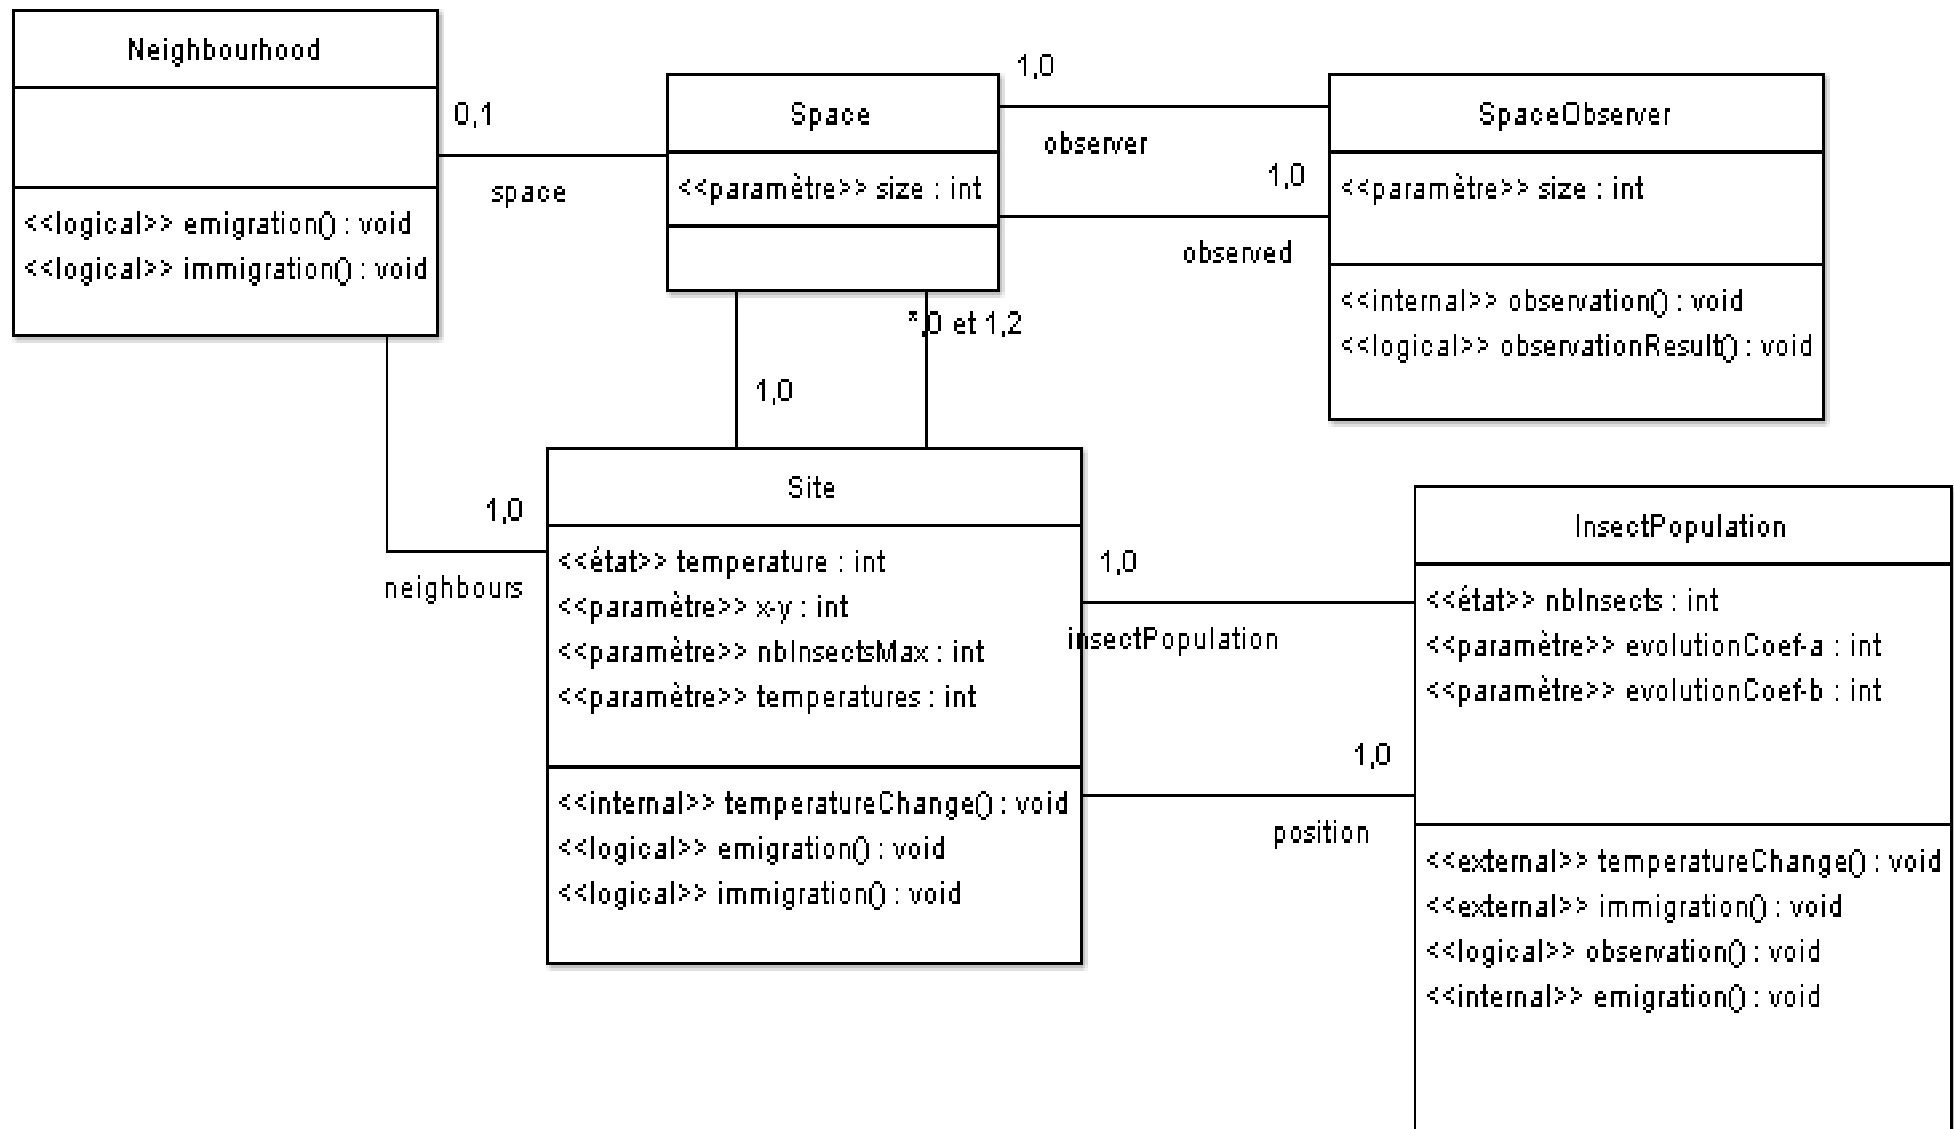 Neighbourhood
<<logical>> emigration() : void
<<logical>> immigration() : void
0,1
space
Space
<<paramètre>> size : int
1,0
observer
1,0
observed
SpaceObserver
<<paramètre>> size : int
<<internal>> observation() : void
<<logical>> observationResult() : void
*,0 et 1,2
1,0
1,0
neighbours
Site
<<état>> temperature : int
<<paramètre>> x-y : int
<<paramètre>> nbInsectsMax : int
<<paramètre>> temperatures : int
<<internal>> temperatureChange() : void
<<logical>> emigration() : void
<<logical>> immigration() : void
1,0
insectPopulation
1,0
position
InsectPopulation
<<état>> nbInsects : int
<<paramètre>> evolutionCoef-a : int
<<paramètre>> evolutionCoef-b : int
<<external>> temperatureChange() : void
<<external>> immigration() : void
<<logical>> observation() : void
<<internal>> emigration() : void